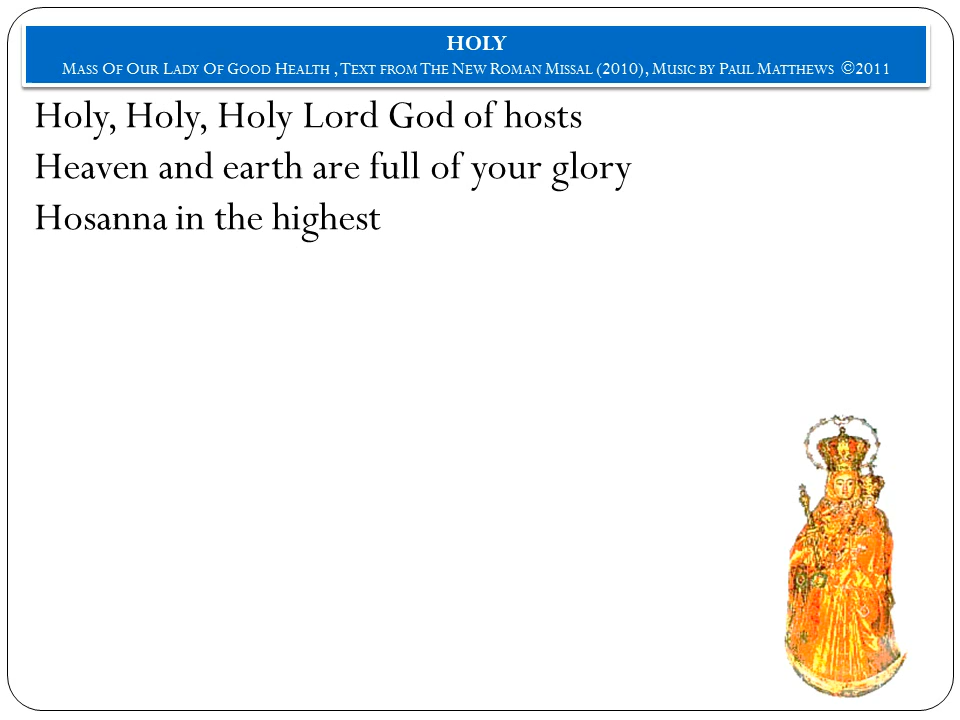 HOLY
MASS OF OUR LADY OF GOOD HEALTH , TEXT FROM THE NEW ROMAN MISSAL (2010), MUSIC BY PAUL MATTHEWS ©2011
Holy, Holy, Holy Lord God of hosts
Heaven and earth are full of your glory
Hosanna in the highest